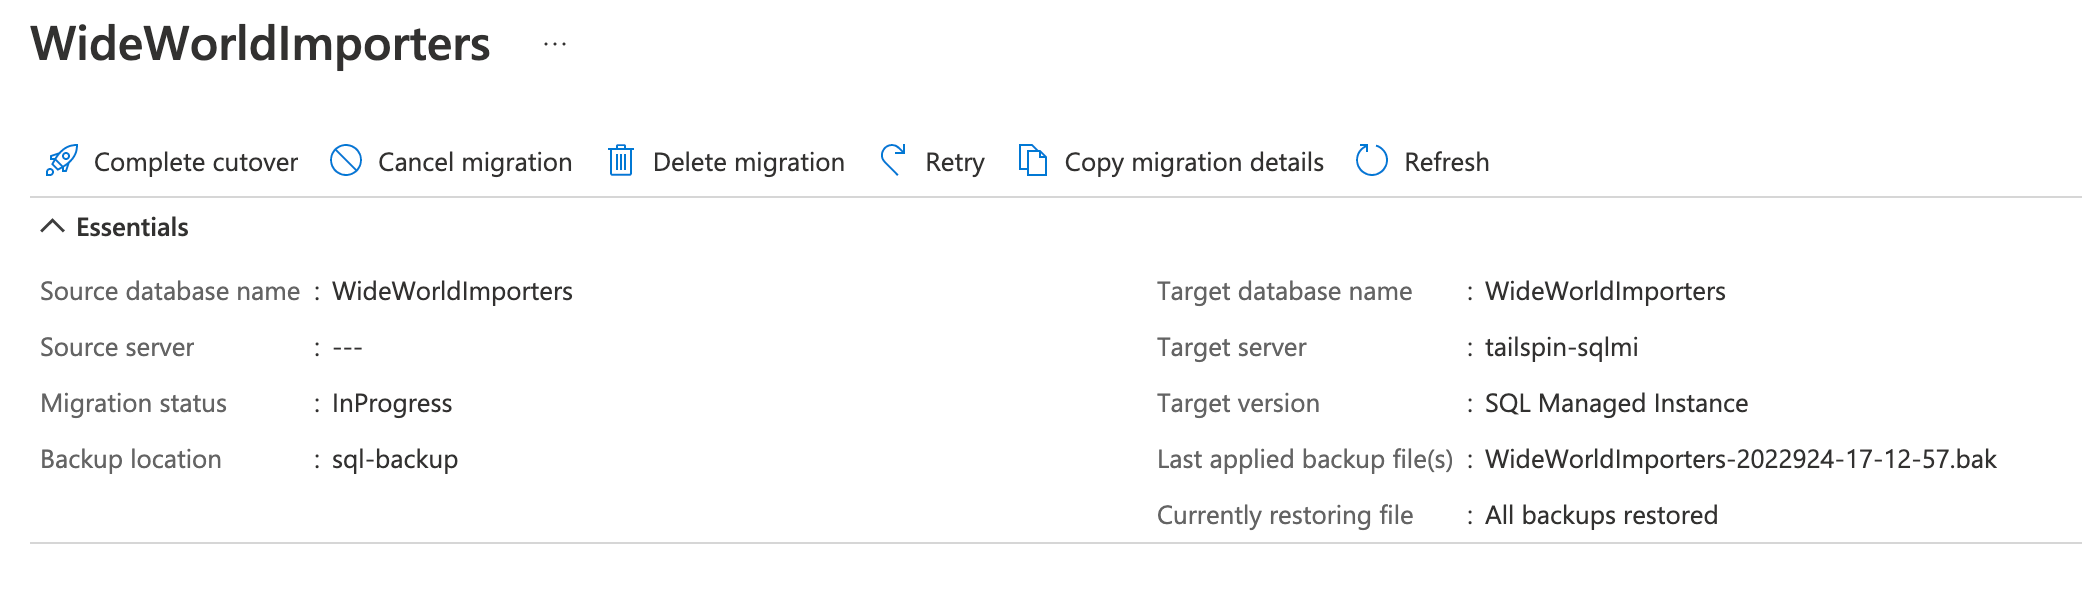 WideWorldImporters ...
Complete cutover Cancel migration Delete migration Retry Copy migration details Refresh
Essentials
Source database name : WideWorldImporters
Source server : ---
Migration status : InProgress
Backup location : sql-backup
Target database name : WideWorldImporters
Target server : tailspin-sqlmi
Target version : SQL Managed Instance
Last applied backup file(s) : WideWorldImporters-2022924-17-12-57.bak
Currently restoring file : All backups restored